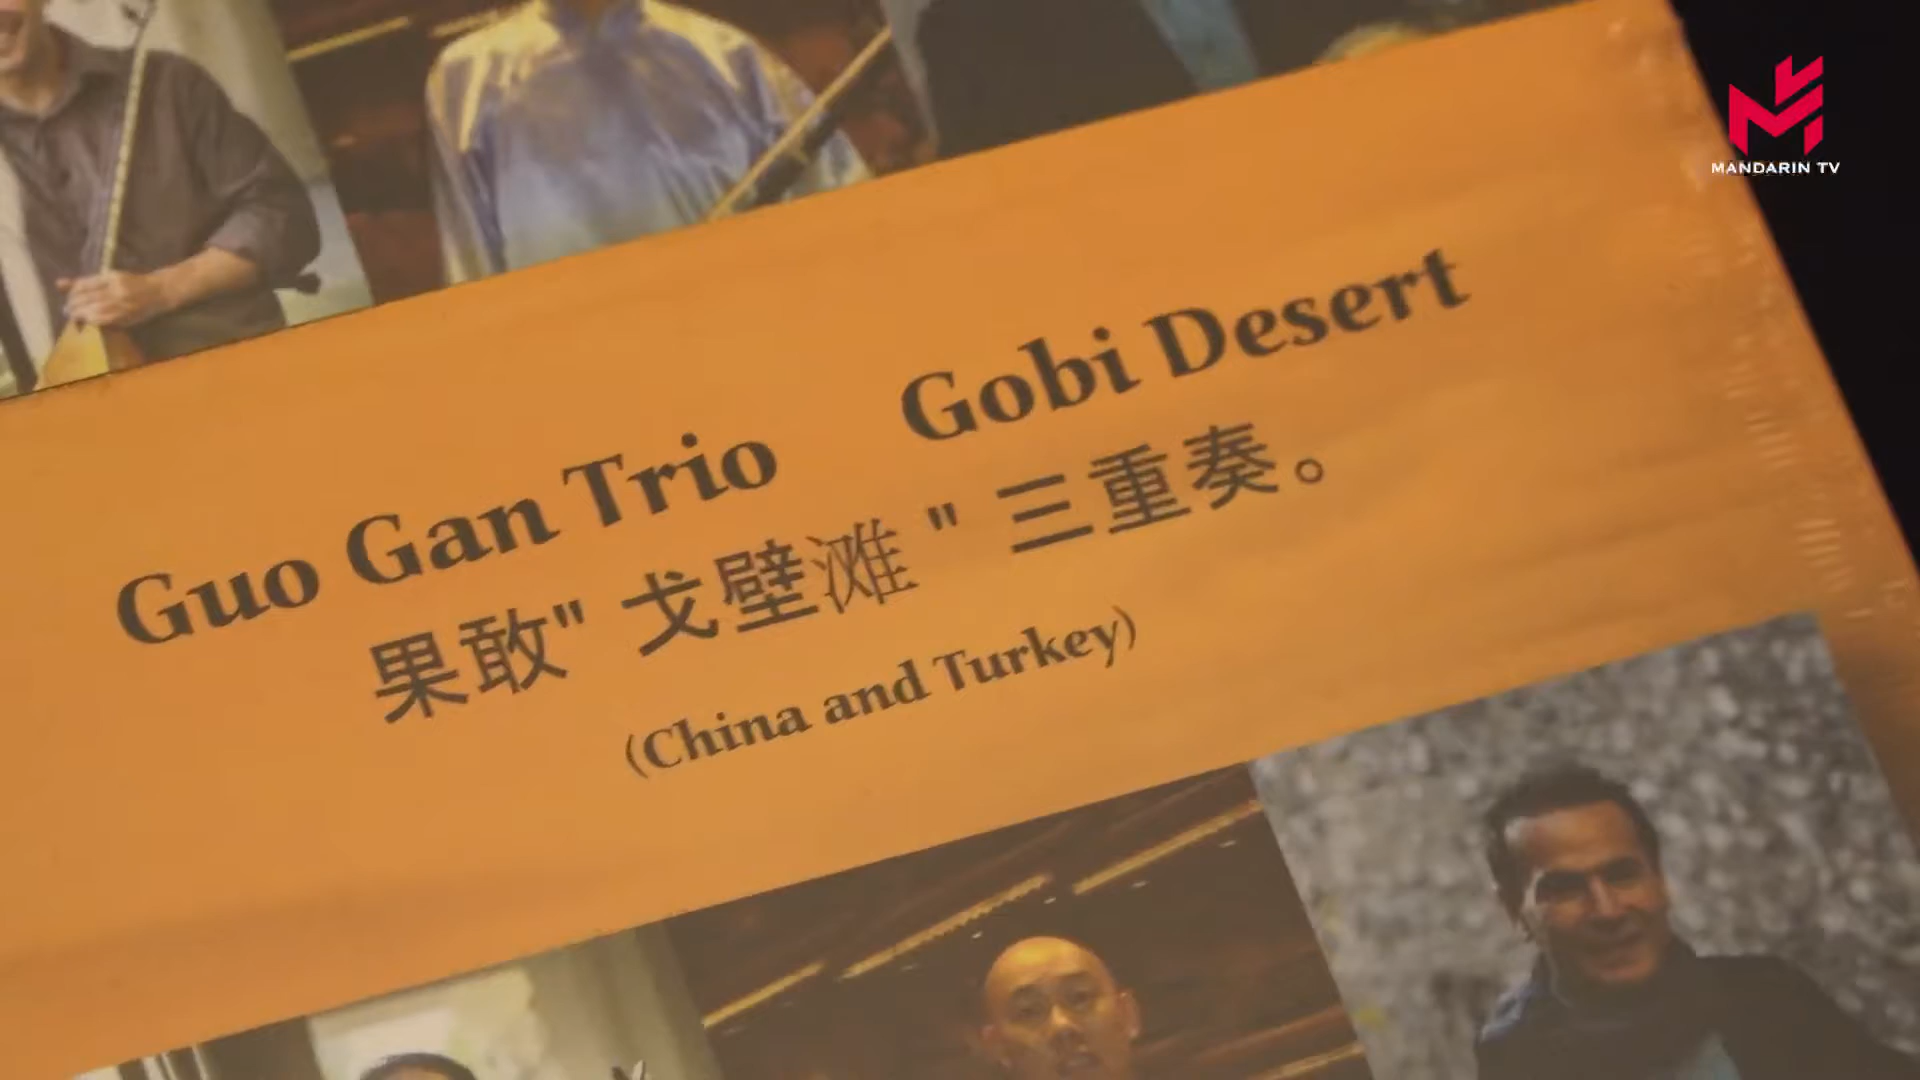 MANDARIN TV
Guo Gan Trio Gobi Desert
果敢" 戈壁滩 " 三重奏。
(China and Turkey)